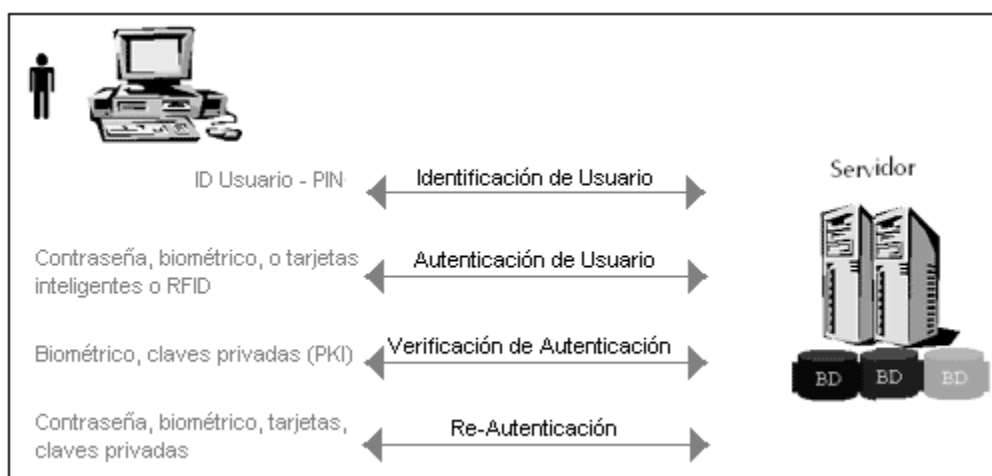 ID Usuario - PIN
Identificación de Usuario
Servidor
Contraseña, biométrico, o tarjetas
inteligentes o RFID
Autenticación de Usuario
Biométrico, claves privadas (PKI)
Verificación de Autenticación
BD
BD
BD
Contraseña, biométrico, tarjetas,
claves privadas
Re-Autenticación